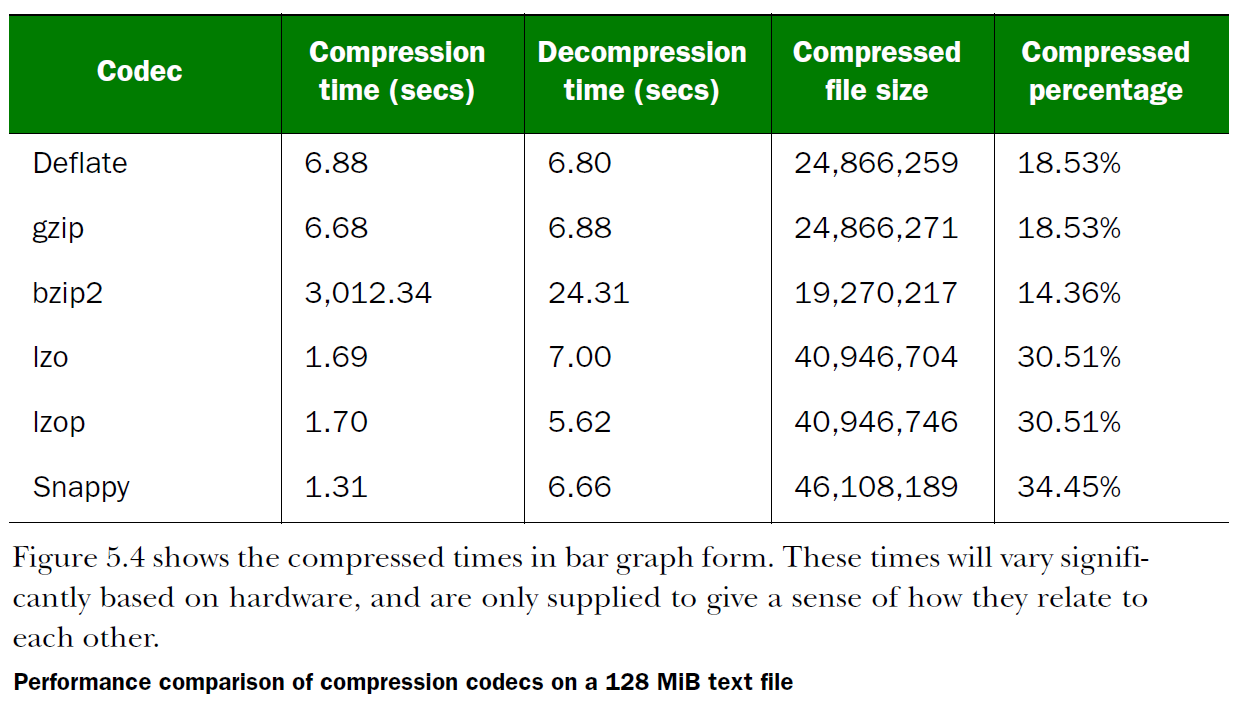 Codec Compression time (secs) Decompression time (secs) Compressed file size Compressed percentage
Deflate 6.88 6.80 24,866,259 18.53%
gzip 6.68 6.88 24,866,271 18.53%
bzip2 3,012.34 24.31 19,270,217 14.36%
lzo 1.69 7.00 40,946,704 30.51%
lzop 1.70 5.62 40,946,746 30.51%
Snappy 1.31 6.66 46,108,189 34.45%
Figure 5.4 shows the compressed times in bar graph form. These times will vary signifi-
cantly based on hardware, and are only supplied to give a sense of how they relate to
each other.
Performance comparison of compression codecs on a 128 MiB text file